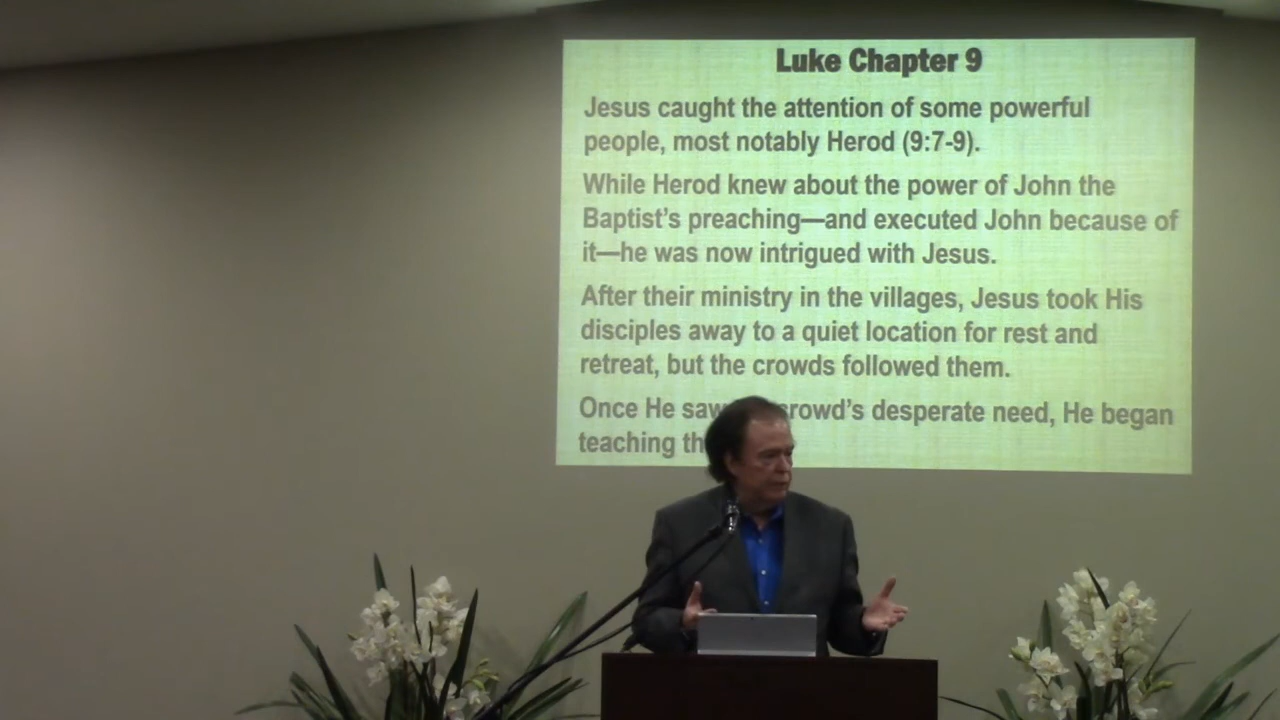 Luke Chapter 9
Jesus caught the attention of some powerful
people, most notably Herod (9:7-9).
While Herod knew about the power of John the
Baptist's preaching—and executed John because of
it—he was now intrigued with Jesus.
After their ministry in the villages, Jesus took His
disciples away to a quiet location for rest and
retreat, but the crowds followed them.
Once He saw crowd's desperate need, He began
teaching